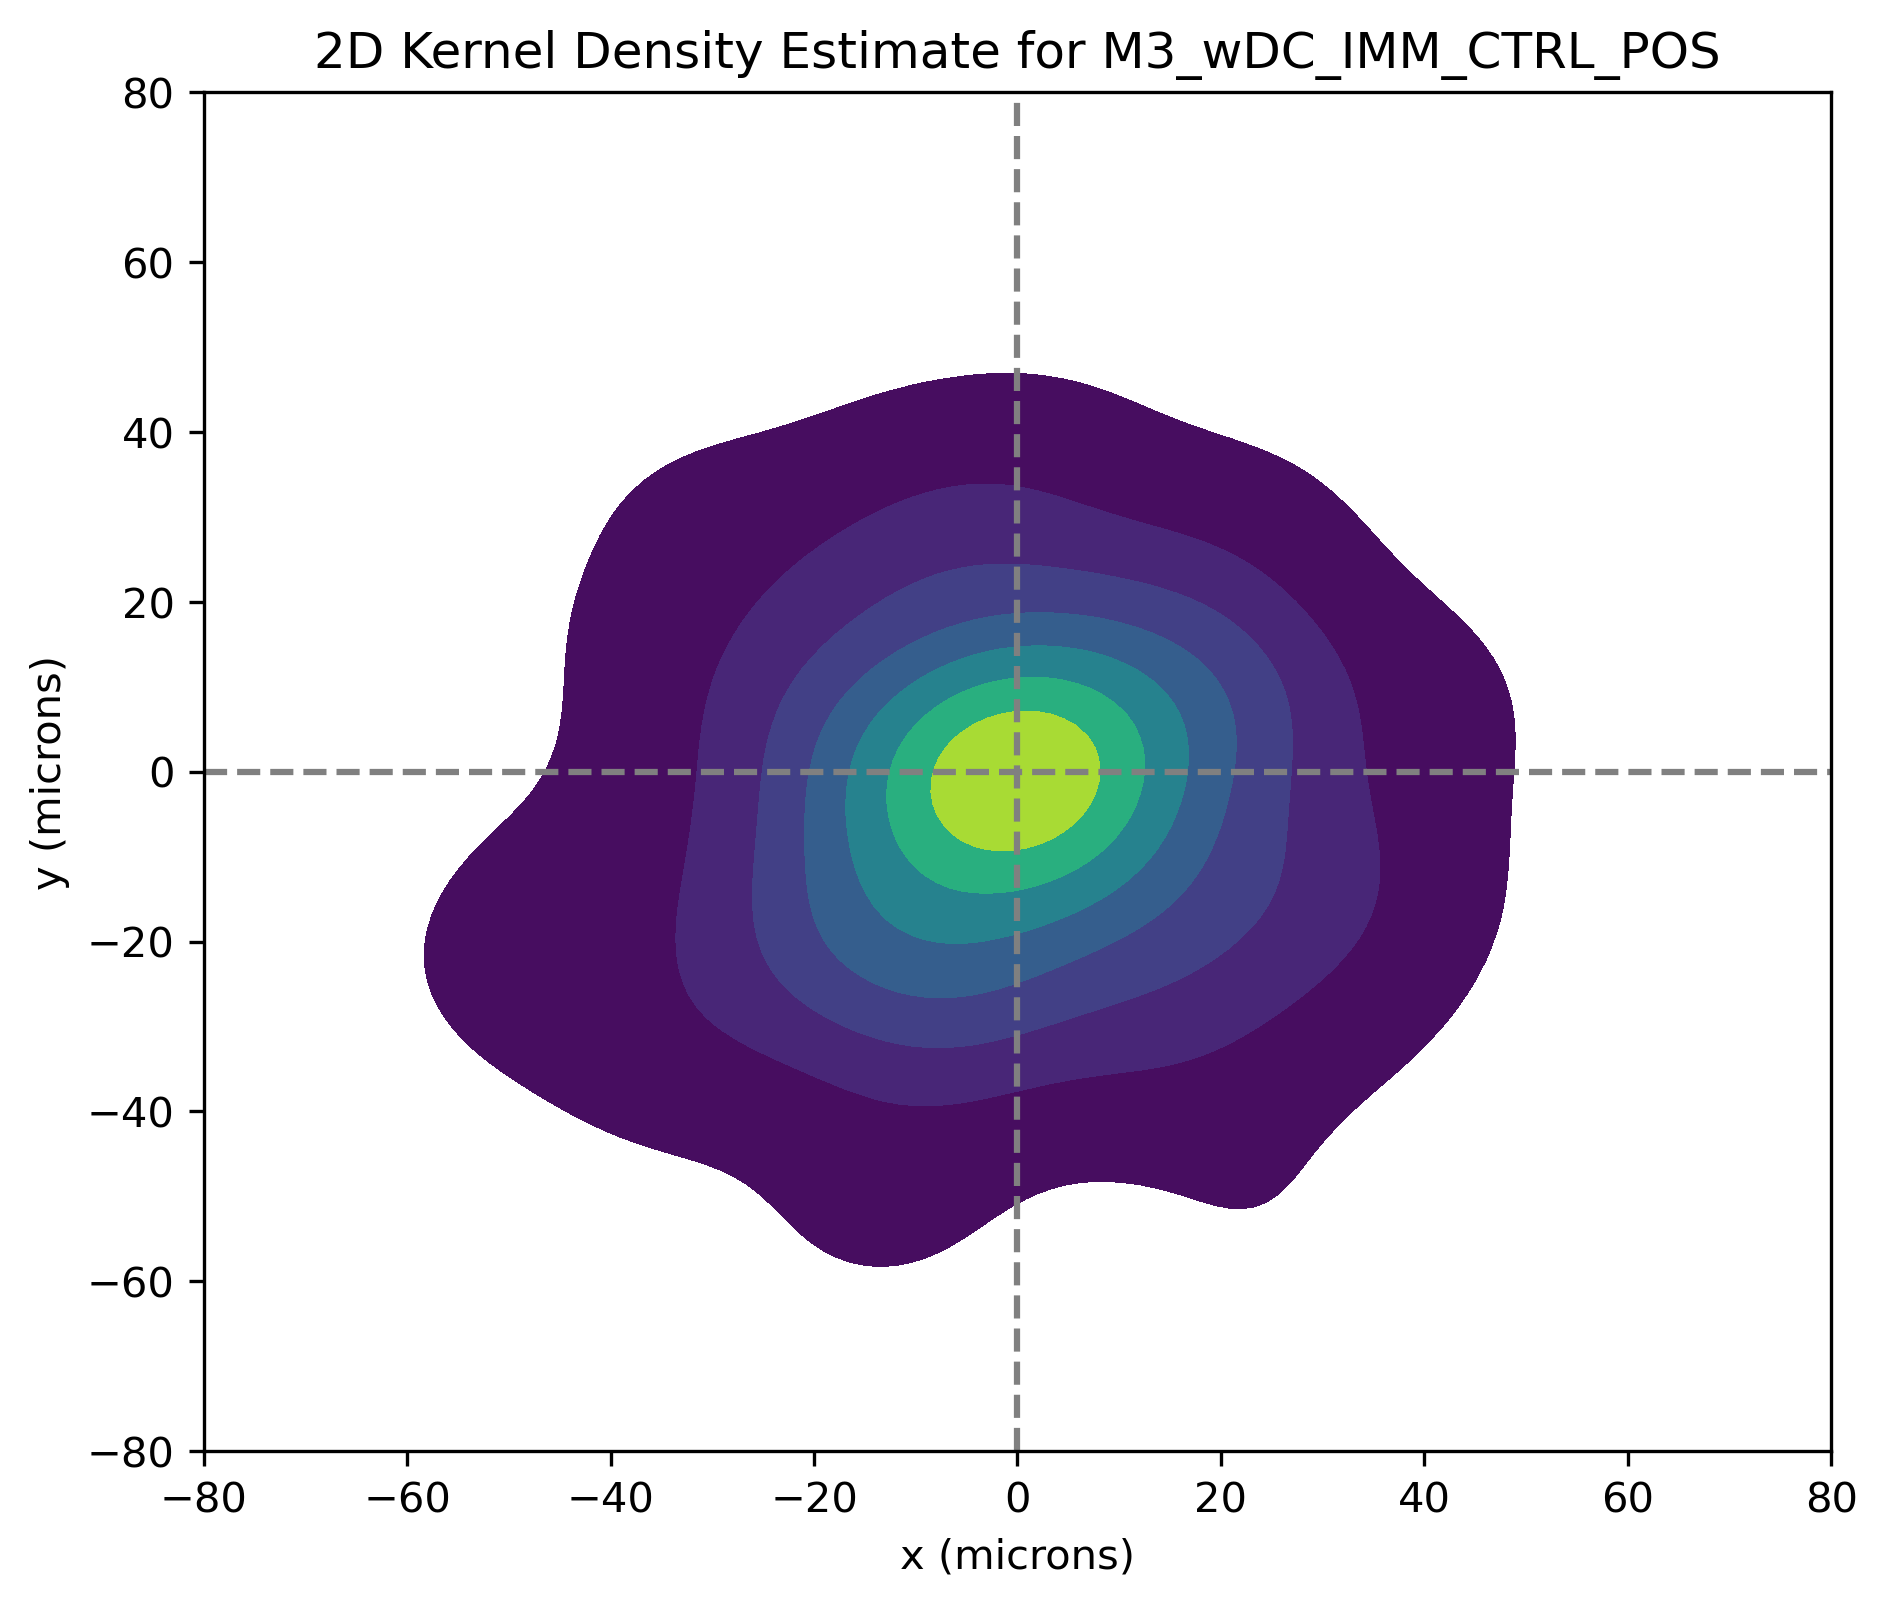 2D Kernel Density Estimate for M3_wDC_IMM_CTRL_POS
80
60
40
20
0
−20
−40
−60
−80
y (microns)
−80 −60 −40 −20 0 20 40 60 80
x (microns)